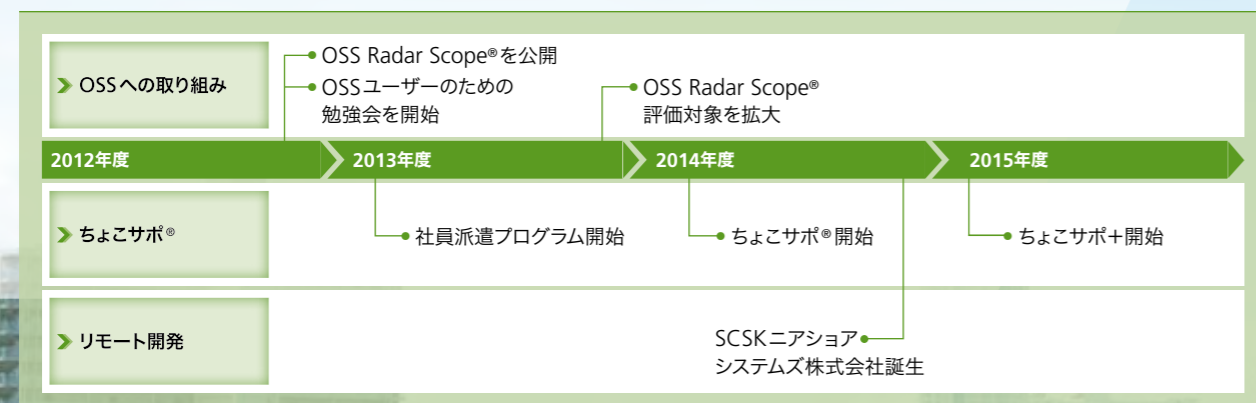 OSSへの取り組み
OSS Radar Scope®を公開
OSSユーザーのための
勉強会を開始
OSS Radar Scope®
評価対象を拡大
2012年度
2013年度
2014年度
2015年度
ちょこサポ®
社員派遣プログラム開始
ちょこサポ®開始
ちょこサポ+開始
リモート開発
SCSKニアショア
システムズ株式会社誕生